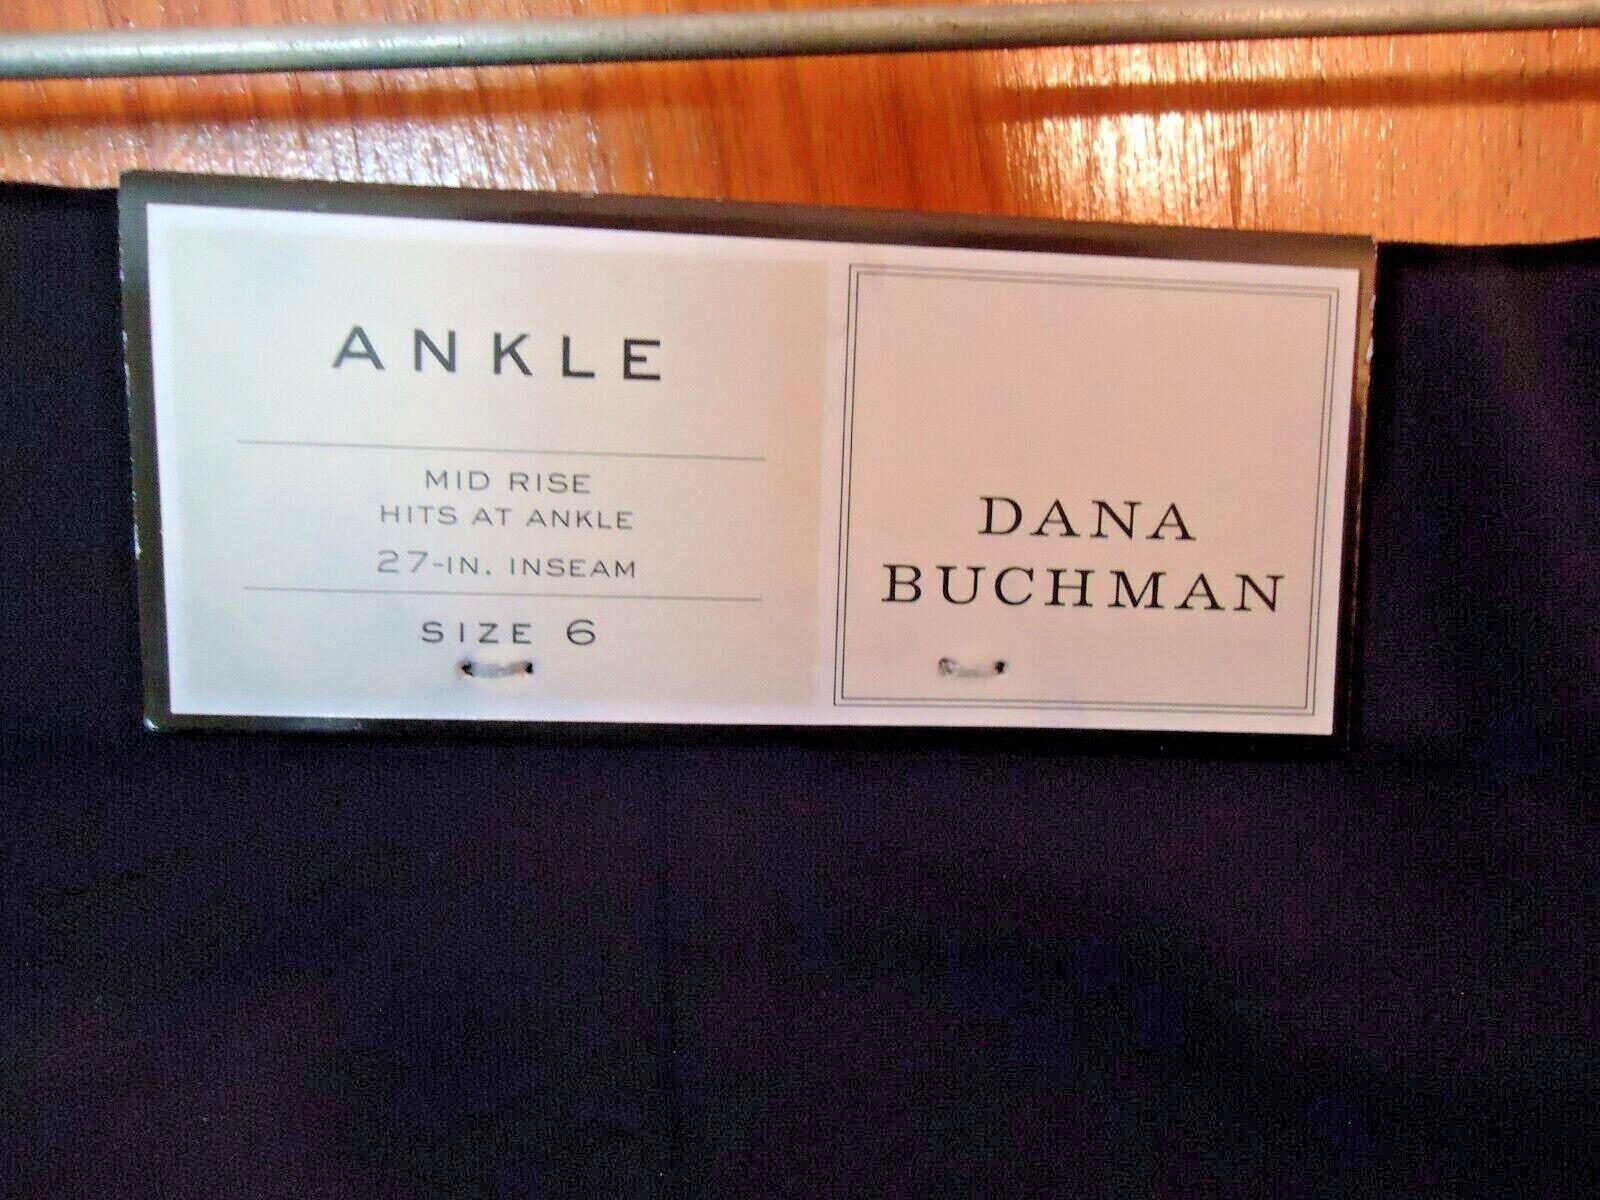 ANKLE
MID RISE
HITS AT ANKLE
27-IN. INSEAM
SIZE 6
DANA
BUCHMAN